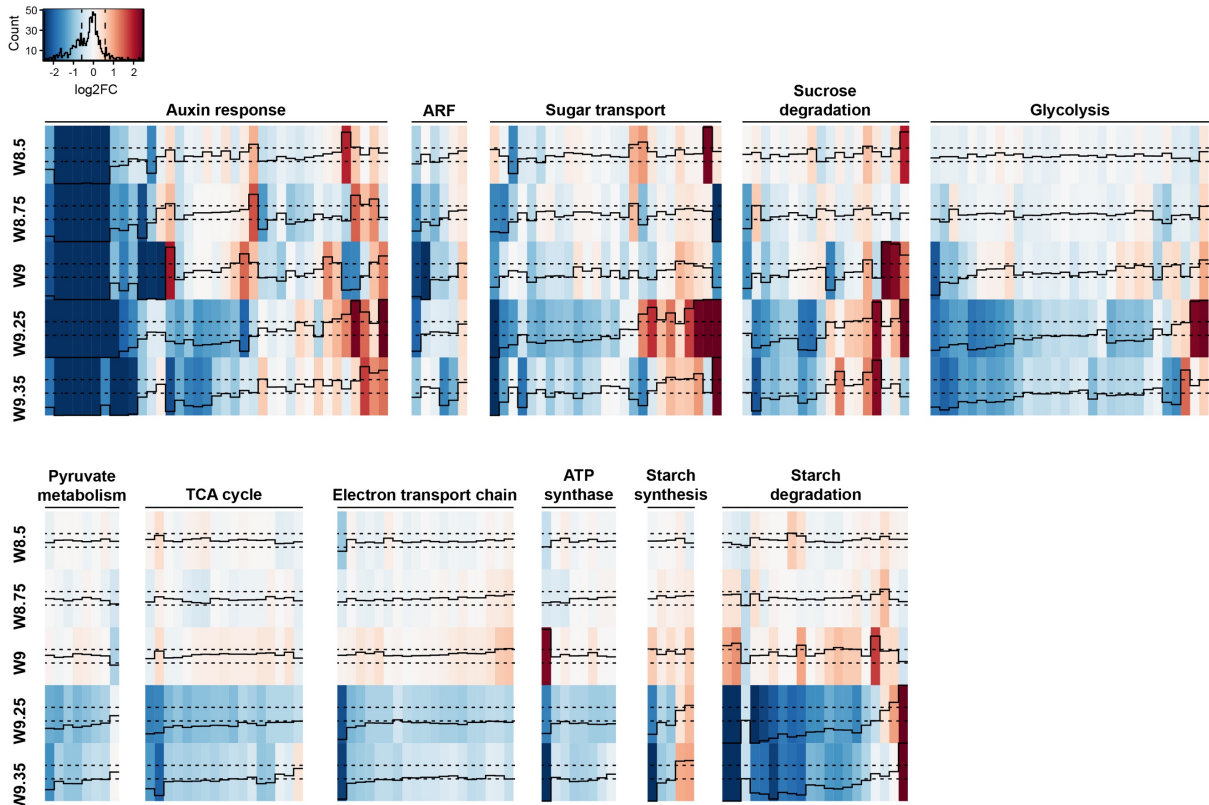 Count
50
30
10
-2 -1 0 1 2
log2FC
Auxin response
ARF
Sugar transport
Sucrose
degradation
Glycolysis
W8.5
W8.75
W9
W9.25
W9.35
Pyruvate
metabolism
TCA cycle
Electron transport chain
ATP
synthase
Starch
synthesis
Starch
degradation
W8.5
W8.75
W9
W9.25
W9.35